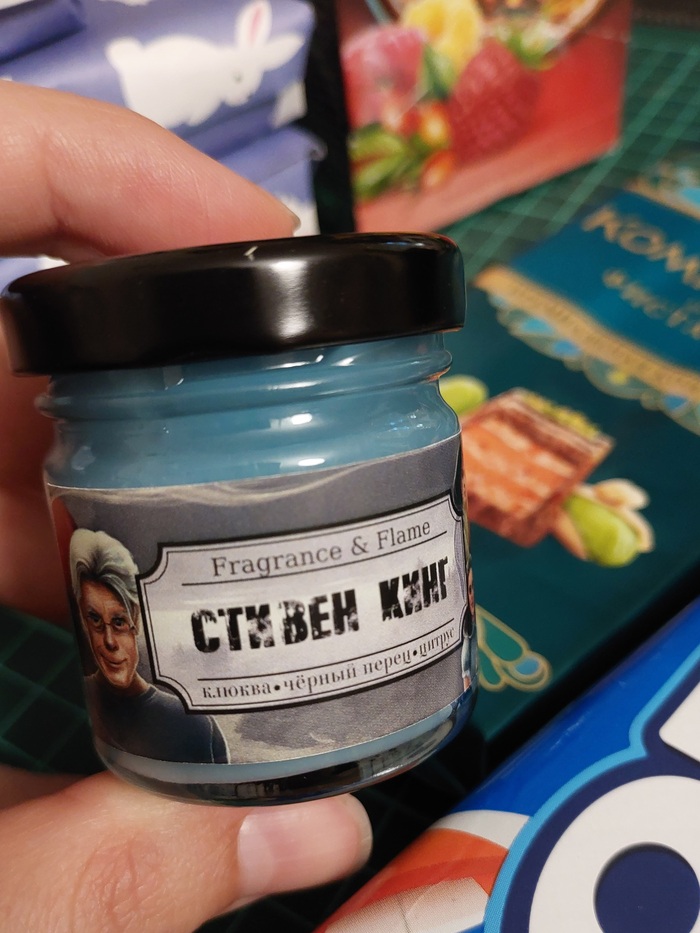 Fragrance & Flame
СТИВЕН КИНГ
клюква•чёрный перец•цитрус